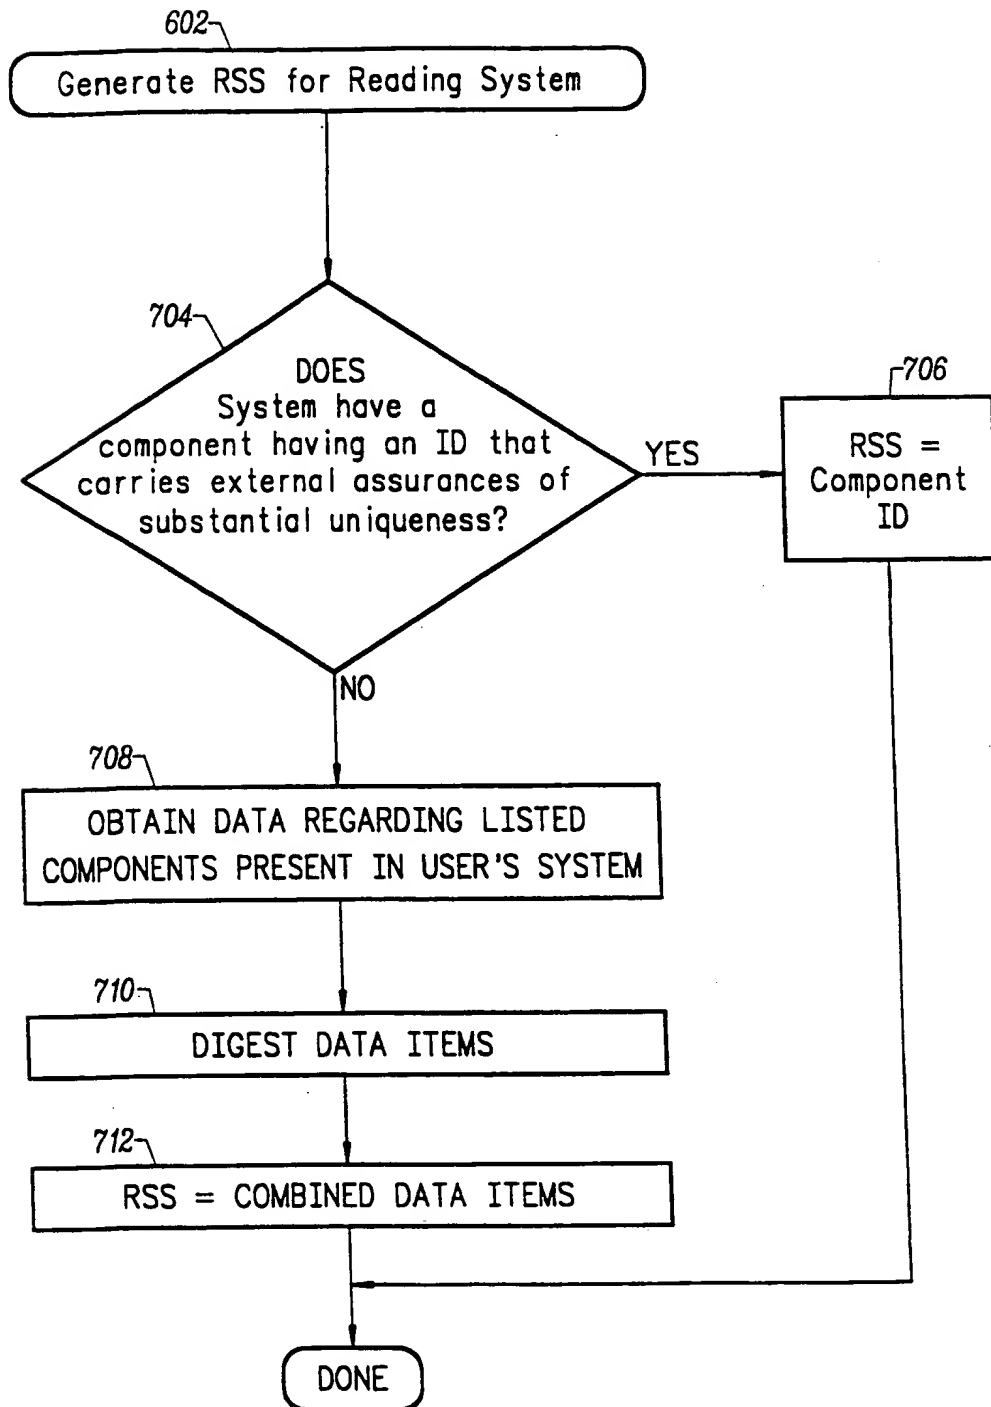 602
Generate RSS for Reading System
704
DOES
System have a
component having an ID that
carries external assurances of
substantial uniqueness?
YES
706
RSS =
Component
ID
NO
708
OBTAIN DATA REGARDING LISTED
COMPONENTS PRESENT IN USER'S SYSTEM
710
DIGEST DATA ITEMS
712
RSS = COMBINED DATA ITEMS
DONE